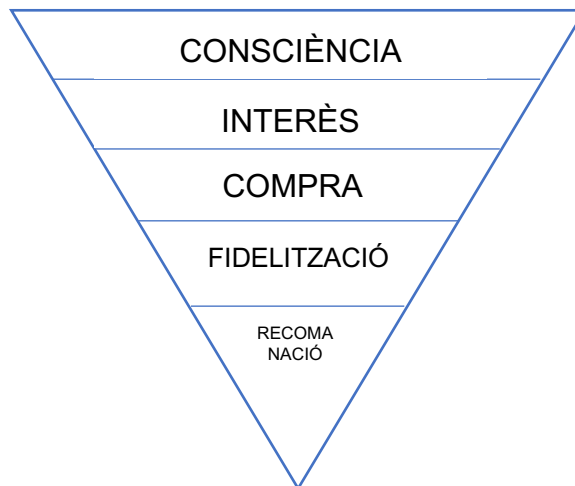 CONSCIÈNCIA
INTERÈS
COMPRA
FIDELITZACIÓ
RECOMA
NACIÓ